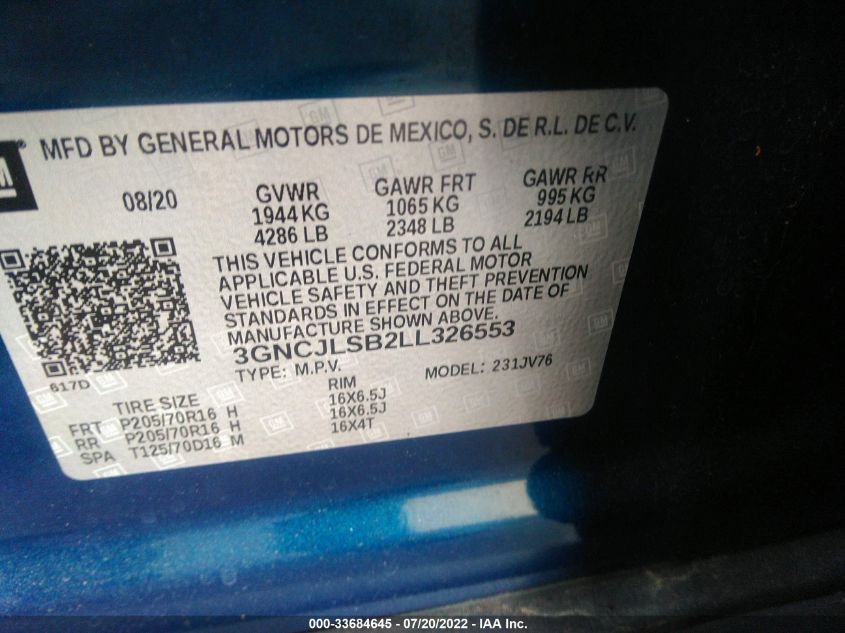 GM
MFD BY GENERAL MOTORS DE MEXICO, S. DE R.L. DE C.V.
08/20 GVWR GAWR FRT GAWR RR
1944 KG 1065 KG 995 KG
4286 LB 2348 LB 2194 LB
THIS VEHICLE CONFORMS TO ALL
APPLICABLE U.S. FEDERAL MOTOR
VEHICLE SAFETY AND THEFT PREVENTION
STANDARDS IN EFFECT ON THE DATE OF
MANUFACTURE SHOWN ABOVE.
3GNCJLSB2LL326553
TYPE: M.P.V. MODEL: 231JV76
617D
TIRE SIZE RIM
FRT P205/70R16 H 16X6.5J
RR P205/70R16 H 16X6.5J
SPA T125/70D16 M 16X4T
000-33684645 - 07/20/2022 - IAA Inc.